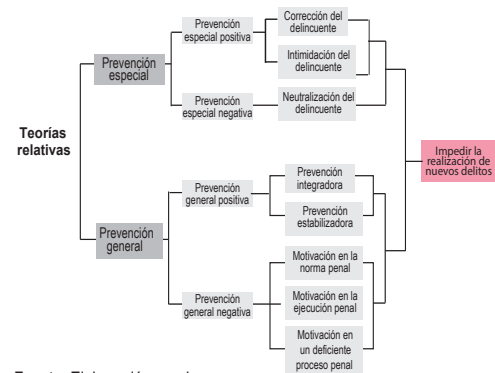 Teorías
relativas
Prevención
especial
Prevención
especial positiva
Corrección del
delincuente
Intimidación del
delincuente
Prevención
especial negativa
Neutralización del
delincuente
Prevención
general
Prevención
general positiva
Prevención
integradora
Prevención
estabilizadora
Prevención
general negativa
Motivación en la
norma penal
Motivación en la
ejecución penal
Motivación en
un deficiente
proceso penal
Impedir la
realización de
nuevos delitos